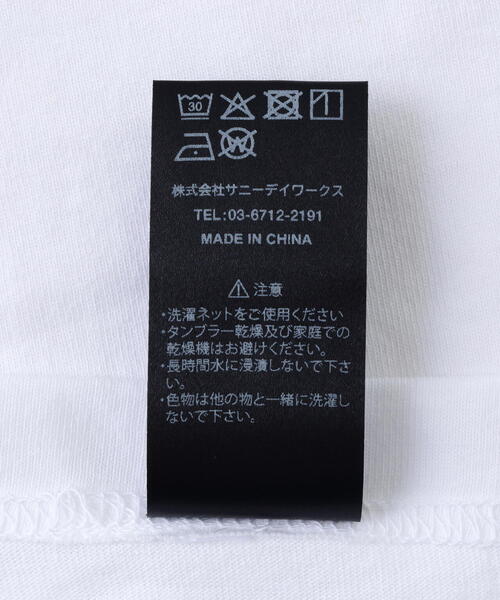 30
W
株式会社サニーデイワークス
TEL:03-6712-2191
MADE IN CHINA
注意
・洗濯ネットをご使用ください
・タンブラー乾燥及び家庭での
乾燥機はお避けください。
・長時間水に浸漬しないで下さ
い。
・色物は他の物と一緒に洗濯し
ないで下さい。